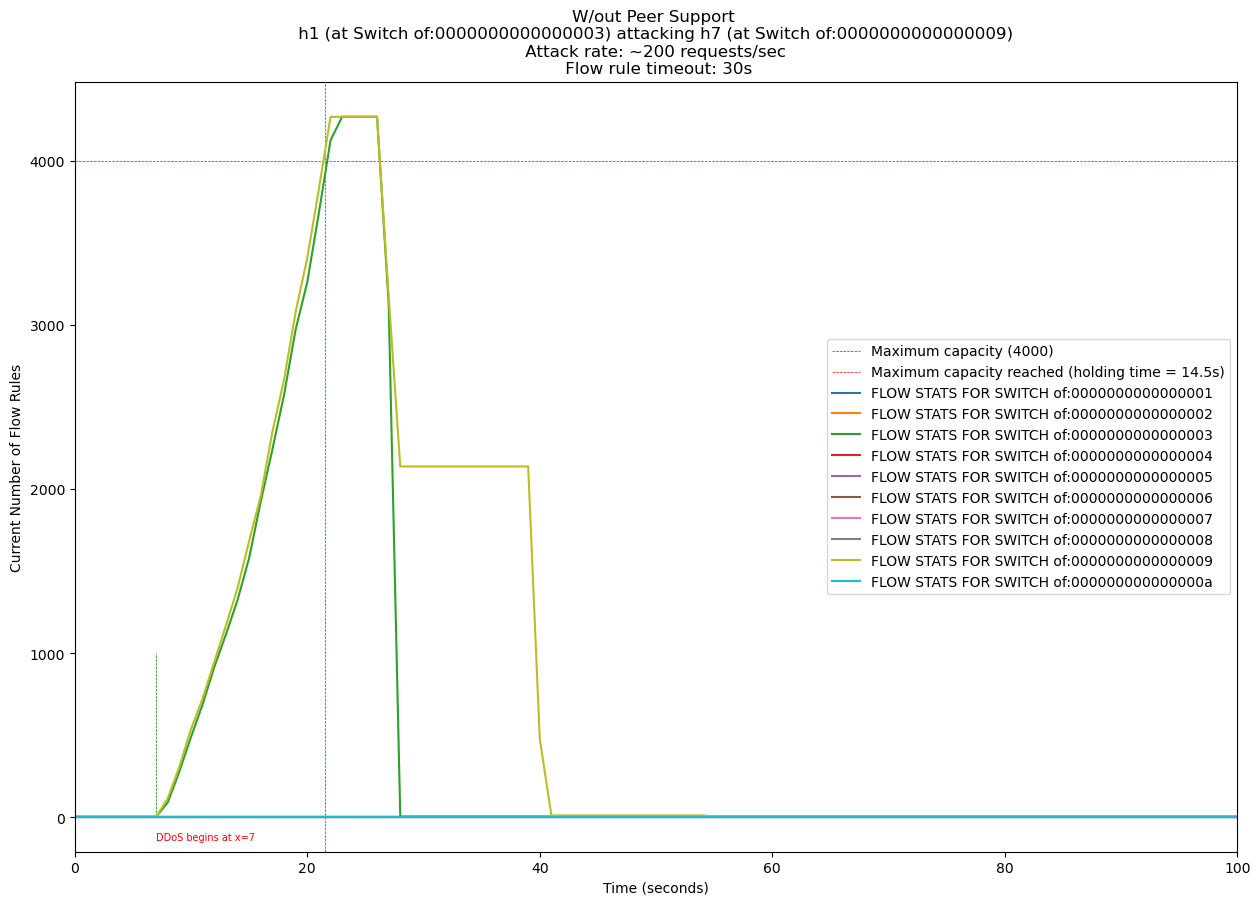 W/out Peer Support
h1 (at Switch of:0000000000000003) attacking h7 (at Switch of:0000000000000009)
Attack rate: ~200 requests/sec
Flow rule timeout: 30s
Current Number of Flow Rules
4000
3000
2000
1000
0
Maximum capacity (4000)
Maximum capacity reached (holding time = 14.5s)
FLOW STATS FOR SWITCH of:0000000000000001
FLOW STATS FOR SWITCH of:0000000000000002
FLOW STATS FOR SWITCH of:0000000000000003
FLOW STATS FOR SWITCH of:0000000000000004
FLOW STATS FOR SWITCH of:0000000000000005
FLOW STATS FOR SWITCH of:0000000000000006
FLOW STATS FOR SWITCH of:0000000000000007
FLOW STATS FOR SWITCH of:0000000000000008
FLOW STATS FOR SWITCH of:0000000000000009
FLOW STATS FOR SWITCH of:000000000000000a
DDoS begins at x=7
0 20 40 60 80 100
Time (seconds)